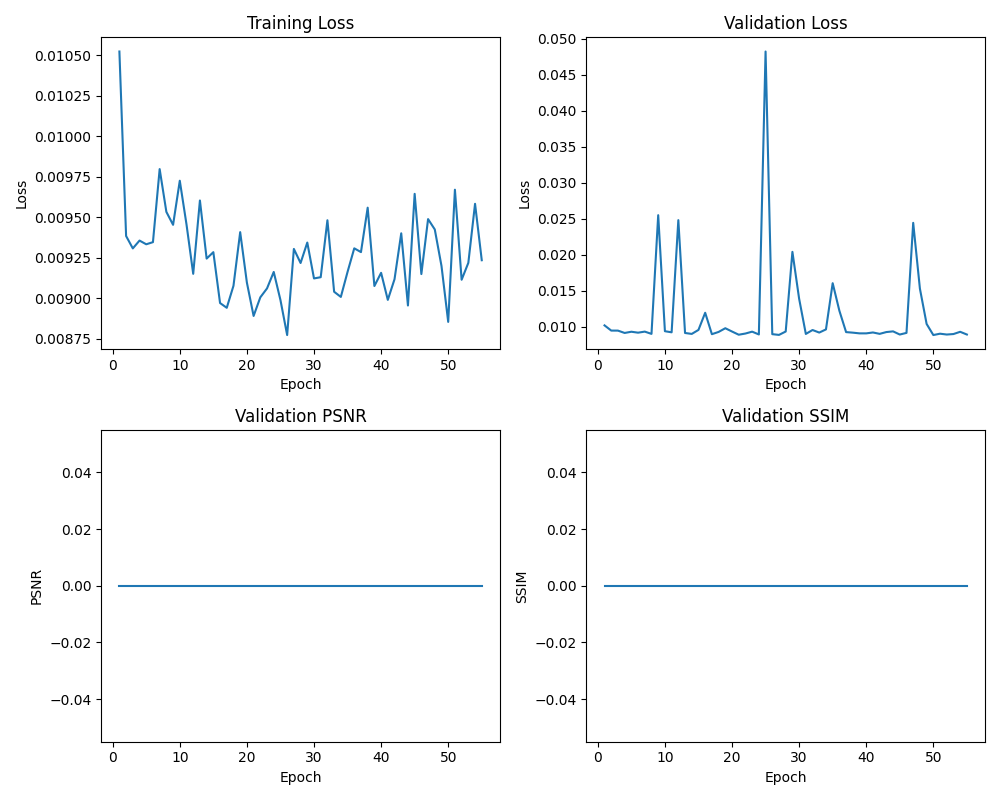 Training Loss
0.01050
0.01025
0.01000
0.00975
0.00950
0.00925
0.00900
0.00875
Loss
0 10 20 30 40 50
Epoch
Validation Loss
0.050
0.045
0.040
0.035
0.030
0.025
0.020
0.015
0.010
Loss
0 10 20 30 40 50
Epoch
Validation PSNR
0.04
0.02
0.00
−0.02
−0.04
PSNR
0 10 20 30 40 50
Epoch
Validation SSIM
0.04
0.02
0.00
−0.02
−0.04
SSIM
0 10 20 30 40 50
Epoch